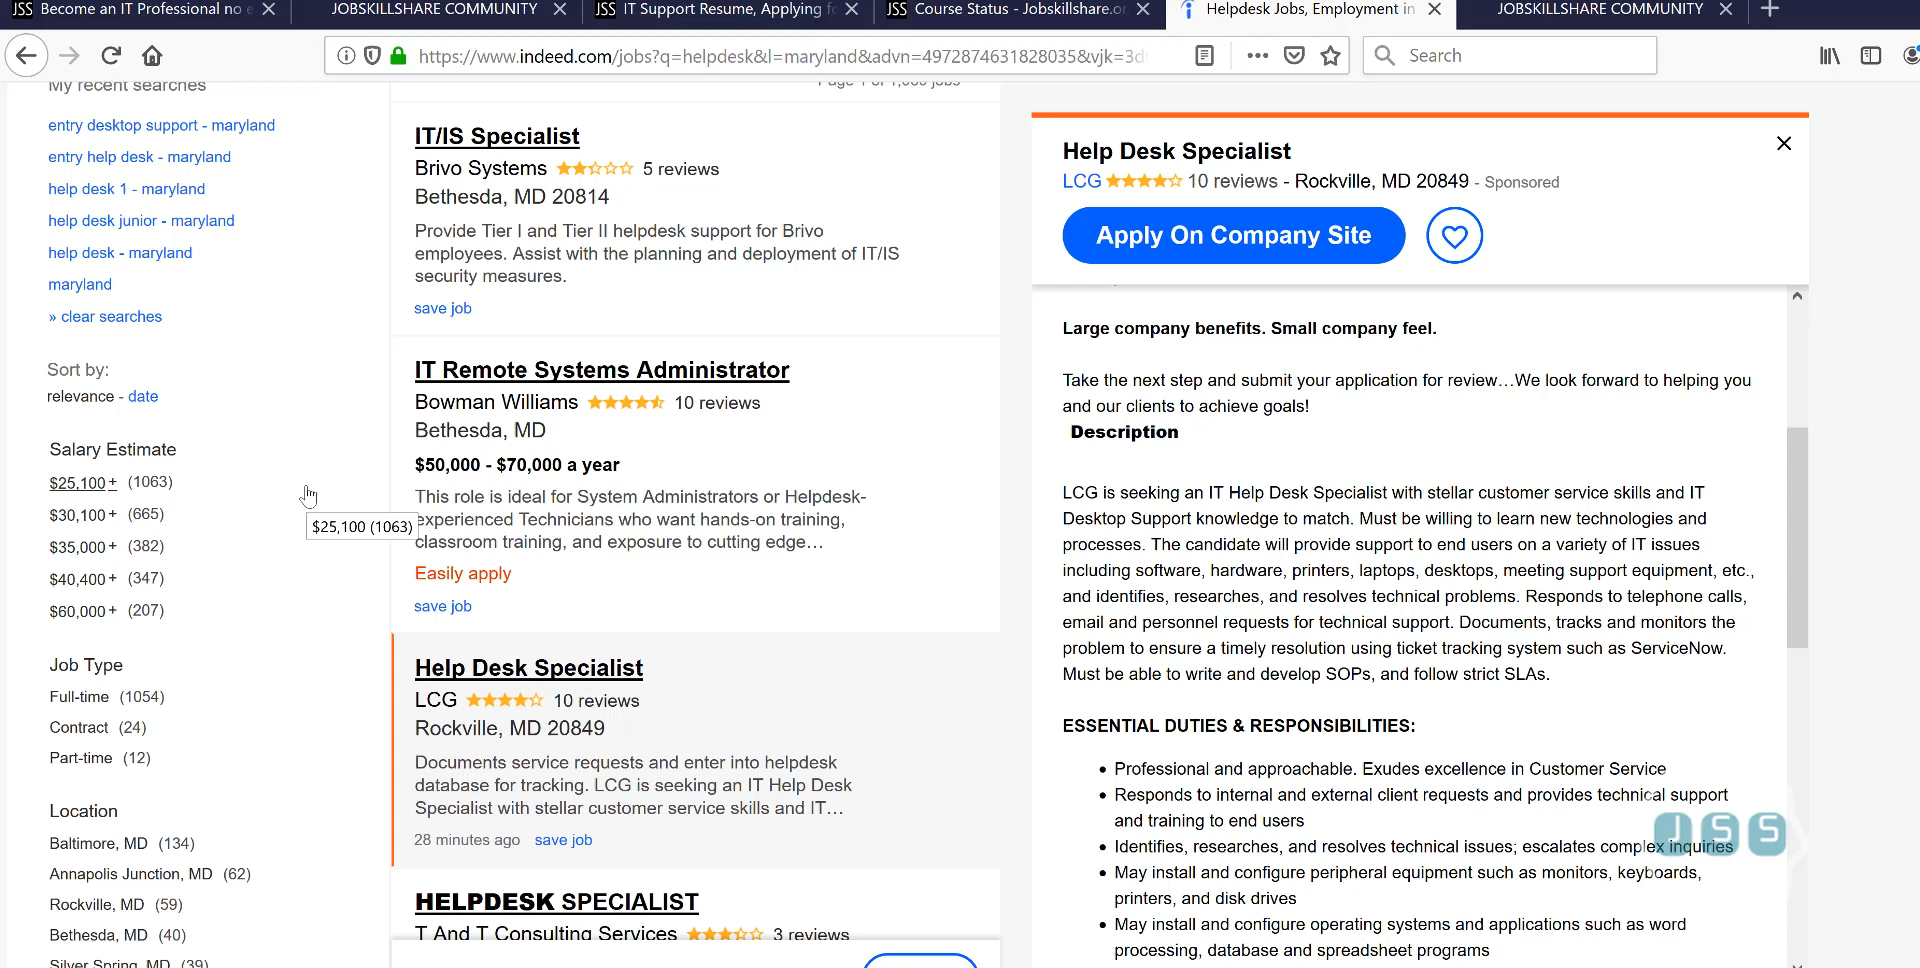 JSS Become an IT Professional no e
JOBSKILLSHARE COMMUNITY
JSS IT Support Resume, Applying fo
JSS Course Status - Jobskillshare.or
Helpdesk Jobs, Employment in
JOBSKILLSHARE COMMUNITY
https://www.indeed.com/jobs?q=helpdesk&l=maryland&advn=4972874631828035&vjk=3d
Search
My recent searches
entry desktop support - maryland
entry help desk - maryland
help desk 1 - maryland
help desk junior - maryland
help desk - maryland
maryland
» clear searches
Sort by:
relevance - date
Salary Estimate
$25,100+ (1063)
$30,100+ (665)
$35,000+ (382)
$40,400+ (347)
$60,000+ (207)
$25,100 (1063)
Job Type
Full-time (1054)
Contract (24)
Part-time (12)
Location
Baltimore, MD (134)
Annapolis Junction, MD (62)
Rockville, MD (59)
Bethesda, MD (40)
Silver Spring, MD (39)
IT/IS Specialist
Brivo Systems 5 reviews
Bethesda, MD 20814
Provide Tier I and Tier II helpdesk support for Brivo
employees. Assist with the planning and deployment of IT/IS
security measures.
save job
IT Remote Systems Administrator
Bowman Williams 10 reviews
Bethesda, MD
$50,000 - $70,000 a year
This role is ideal for System Administrators or Helpdesk-
experienced Technicians who want hands-on training,
classroom training, and exposure to cutting edge...
Easily apply
save job
Help Desk Specialist
LCG 10 reviews
Rockville, MD 20849
Documents service requests and enter into helpdesk
database for tracking. LCG is seeking an IT Help Desk
Specialist with stellar customer service skills and IT...
28 minutes ago save job
HELPDESK SPECIALIST
T And T Consulting Services 3 reviews
Help Desk Specialist
LCG 10 reviews - Rockville, MD 20849 - Sponsored
Apply On Company Site
Large company benefits. Small company feel.
Take the next step and submit your application for review…We look forward to helping you
and our clients to achieve goals!
Description
LCG is seeking an IT Help Desk Specialist with stellar customer service skills and IT
Desktop Support knowledge to match. Must be willing to learn new technologies and
processes. The candidate will provide support to end users on a variety of IT issues
including software, hardware, printers, laptops, desktops, meeting support equipment, etc.,
and identifies, researches, and resolves technical problems. Responds to telephone calls,
email and personnel requests for technical support. Documents, tracks and monitors the
problem to ensure a timely resolution using ticket tracking system such as ServiceNow.
Must be able to write and develop SOPs, and follow strict SLAs.
ESSENTIAL DUTIES & RESPONSIBILITIES:
• Professional and approachable. Exudes excellence in Customer Service
• Responds to internal and external client requests and provides technical support
and training to end users
• Identifies, researches, and resolves technical issues; escalates complex inquiries
• May install and configure peripheral equipment such as monitors, keyboards,
printers, and disk drives
• May install and configure operating systems and applications such as word
processing, database and spreadsheet programs
JSS